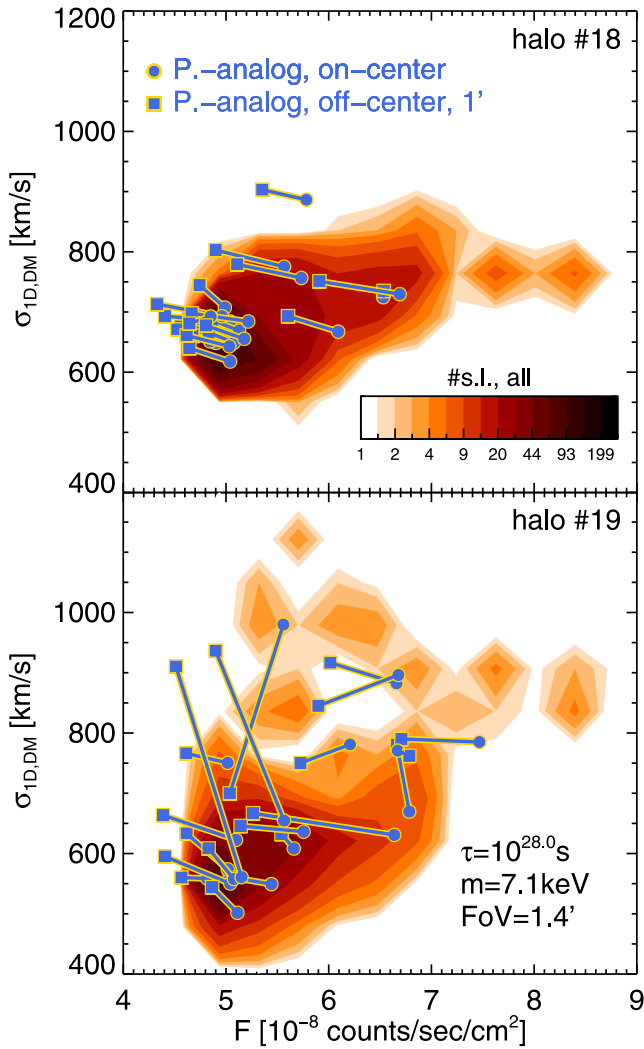 1200
halo #18
P.-analog, on-center
P.-analog, off-center, 1'
1000
σ1D,DM [km/s]
800
600
#s.l., all
1 2 4 9 20 44 93 199
400
halo #19
1000
σ1D,DM [km/s]
800
600
τ=10^28.0s
m=7.1keV
FoV=1.4'
400
4 5 6 7 8 9
F [10^-8 counts/sec/cm^2]